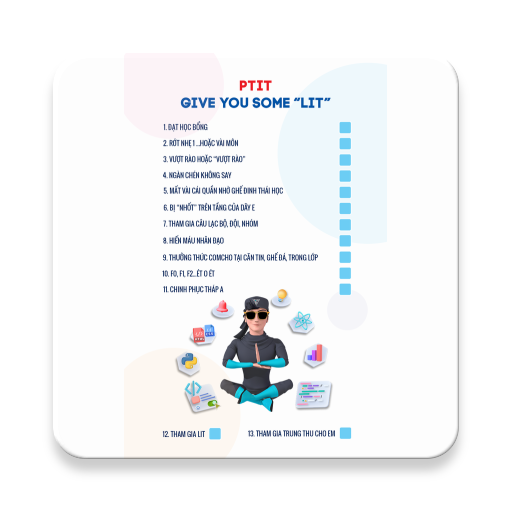 PTIT
GIVE YOU SOME “LIT”
1. ĐẠT HỌC BỔNG
2. RỚT NHẸ 1 ...HOẶC VÀI MÔN
3. VƯỢT RÀO HOẶC “VƯỢT RÀO”
4. NGÀN CHÉN KHÔNG SAY
5. MẤT VÀI CÁI QUẦN NHỜ GHẾ ĐINH THÁI HỌC
6. BỊ “NHỐT” TRÊN TẦNG CỦA DÃY E
7. THAM GIA CÂU LẠC BỘ, ĐỘI, NHÓM
8. HIẾN MÁU NHÂN ĐẠO
9. THƯỞNG THỨC COMCHO TẠI CĂN TIN, GHẾ ĐÁ, TRONG LỚP
10. F0, F1, F2...ÉT O ÉT
11. CHINH PHỤC THÁP A
12. THAM GIA LIT
13. THAM GIA TRUNG THU CHO EM